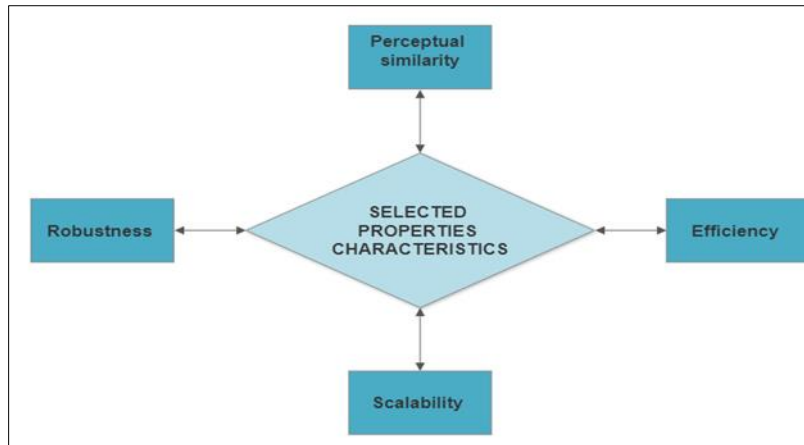 Perceptual
similarity
Robustness
SELECTED
PROPERTIES
CHARACTERISTICS
Efficiency
Scalability